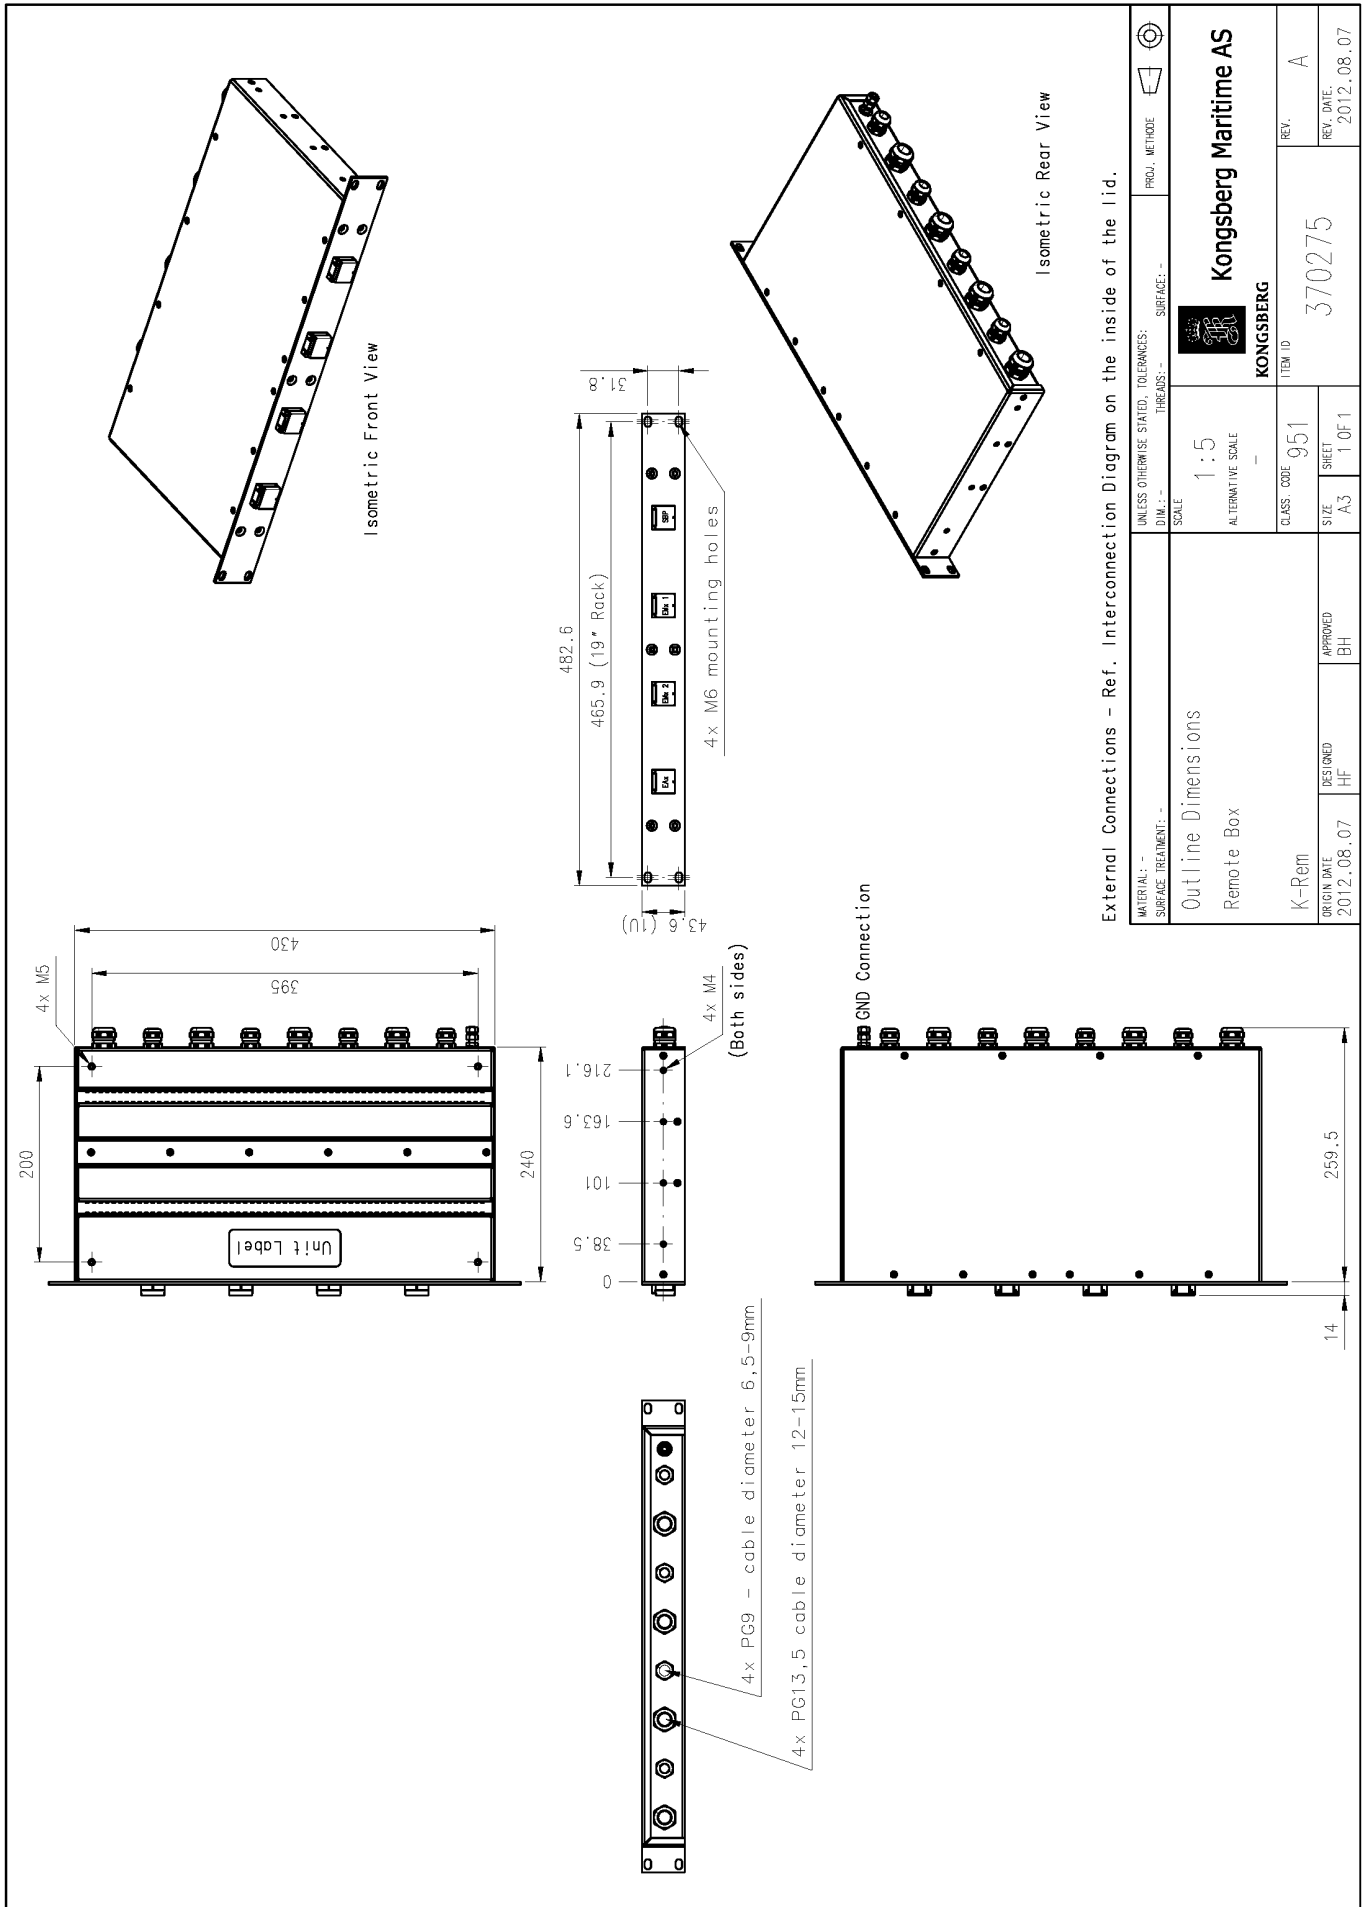 4x PG9 - cable diameter 6,5-9mm
4x PG13,5 cable diameter 12-15mm
Unit Label
200
240
4x M5
395
430
0
38.5
101
163.6
216.1
4x M4
(Both sides)
GND Connection
14
259.5
43.6 (1U)
482.6
465.9 (19" Rack)
31.8
EAx
EMx 2
EMx 1
SBP
4x M6 mounting holes
Isometric Front View
Isometric Rear View
External Connections - Ref. Interconnection Diagram on the inside of the lid.
MATERIAL: -
SURFACE TREATMENT: -
UNLESS OTHERWISE STATED, TOLERANCES:
DIM.: - THREADS: - SURFACE: -
PROJ. METHODE
Outline Dimensions
Remote Box
K-Rem
SCALE
1:5
ALTERNATIVE SCALE
-
KONGSBERG
Kongsberg Maritime AS
CLASS. CODE
951
ITEM ID
370275
REV.
A
ORIGIN DATE
2012.08.07
DESIGNED
HF
APPROVED
BH
SIZE
A3
SHEET
1 OF 1
REV. DATE.
2012.08.07